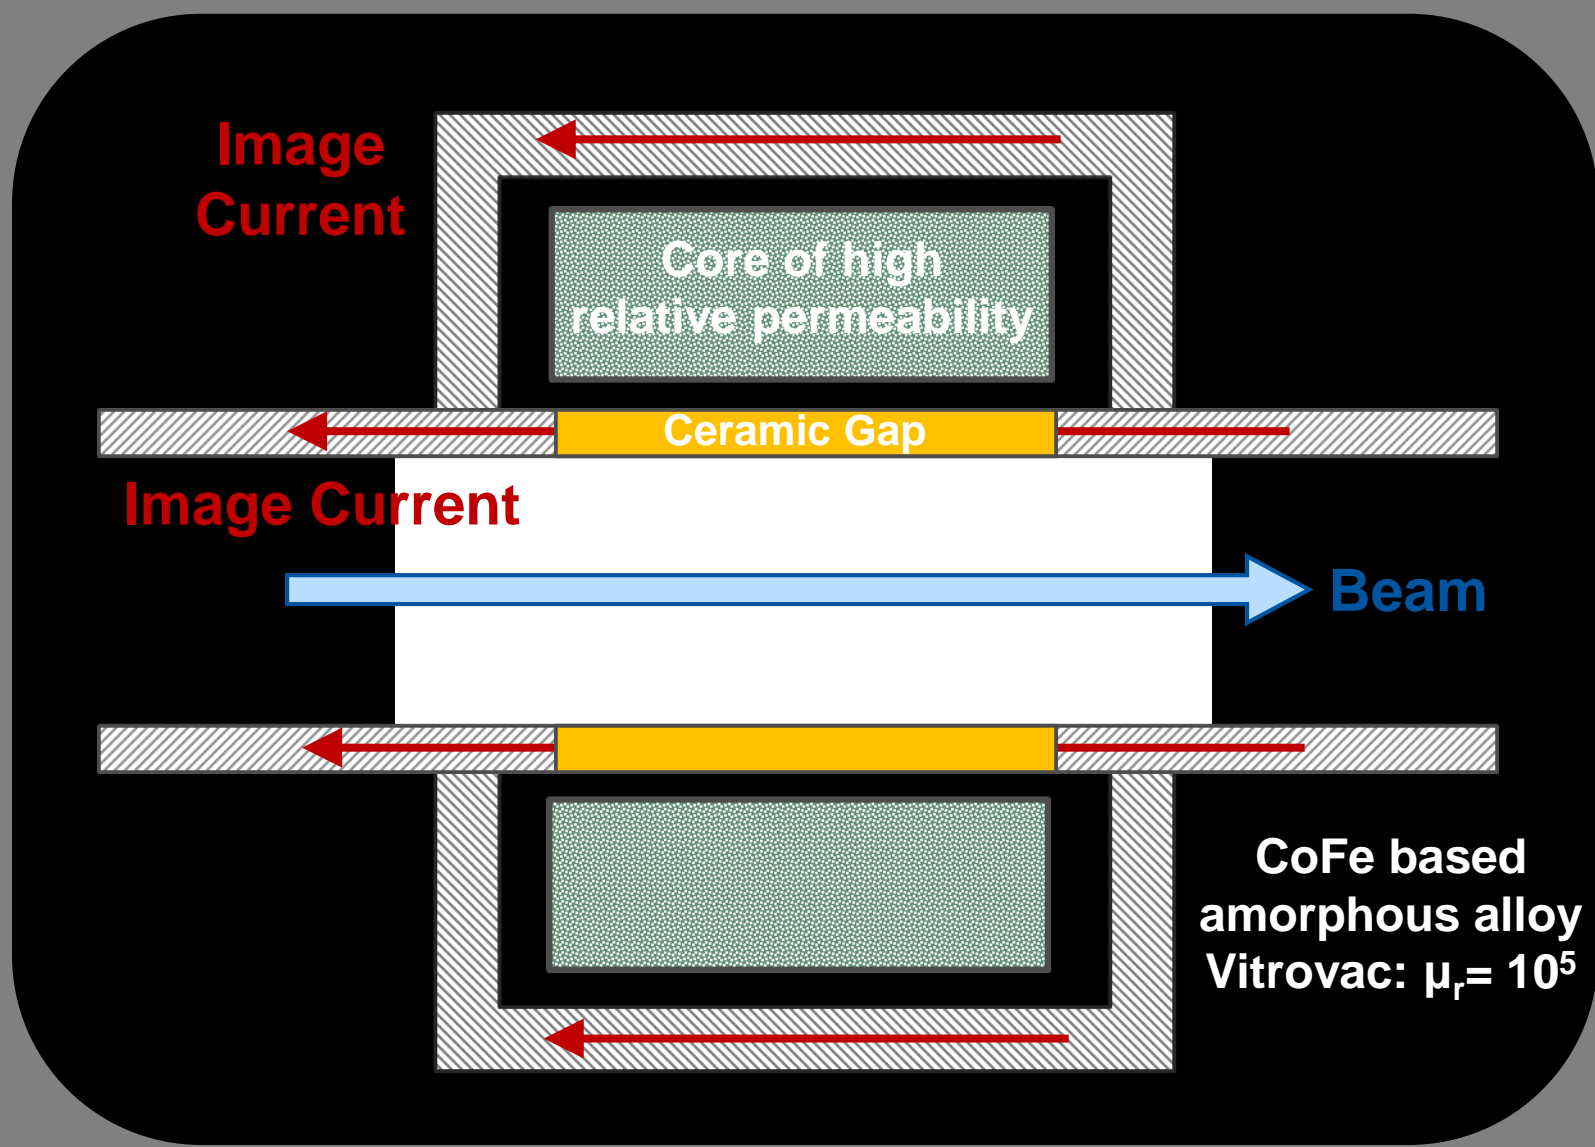 Image
Current
Core of high
relative permeability
Ceramic Gap
Image Current
Beam
CoFe based
amorphous alloy
Vitrovac: µᵣ= 10⁵